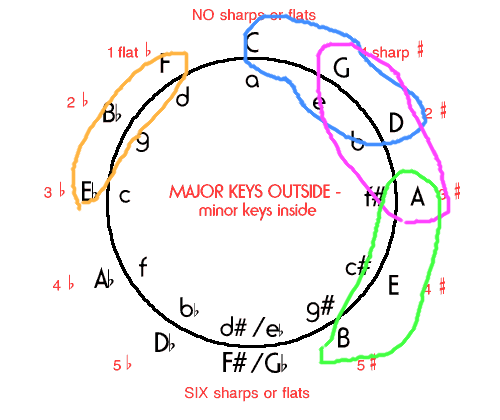 NO sharps or flats
C
1 flat ♭ F G 1 sharp #
a
d e
2 ♭ B♭ D 2 #
g b
3 ♭ E♭ c MAJOR KEYS OUTSIDE - f# A 3 #
minor keys inside
f c#
4 ♭ A♭ E 4 #
b♭ g#
d# / e♭
D♭ B
5 ♭ F# / G♭ 5 #
SIX sharps or flats